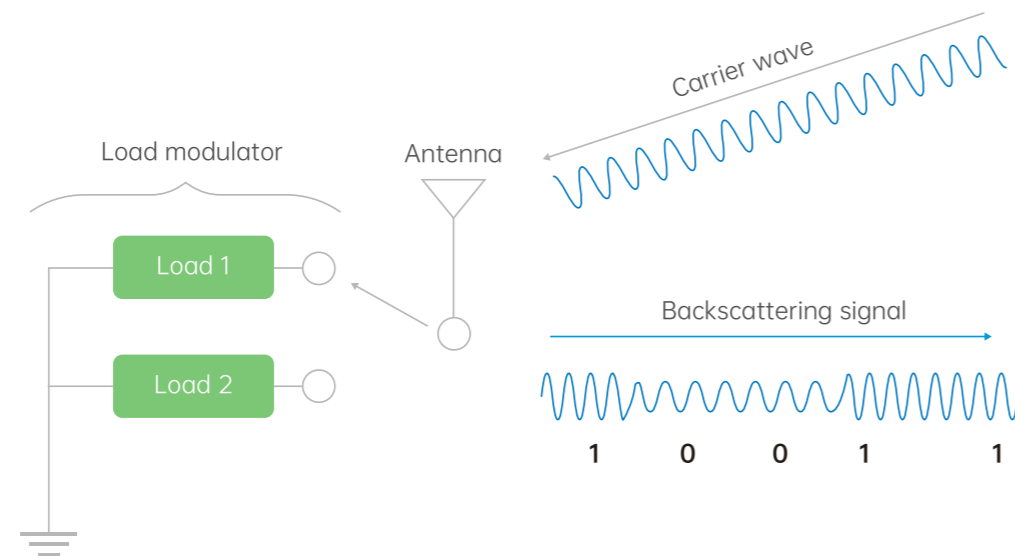 Carrier wave
Load modulator
Antenna
Load 1
Backscattering signal
Load 2
1 0 0 1 1